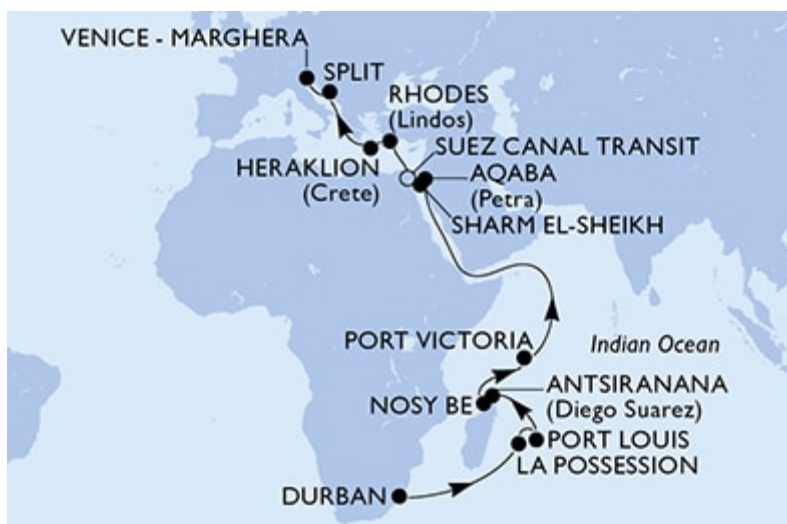 VENICE - MARGHERA
SPLIT
RHODES
(Lindos)
SUEZ CANAL TRANSIT
HERAKLION
(Crete)
AQABA
(Petra)
SHARM EL-SHEIKH
PORT VICTORIA
Indian Ocean
ANTSIRANANA
(Diego Suarez)
NOSY BE
PORT LOUIS
LA POSSESSION
DURBAN